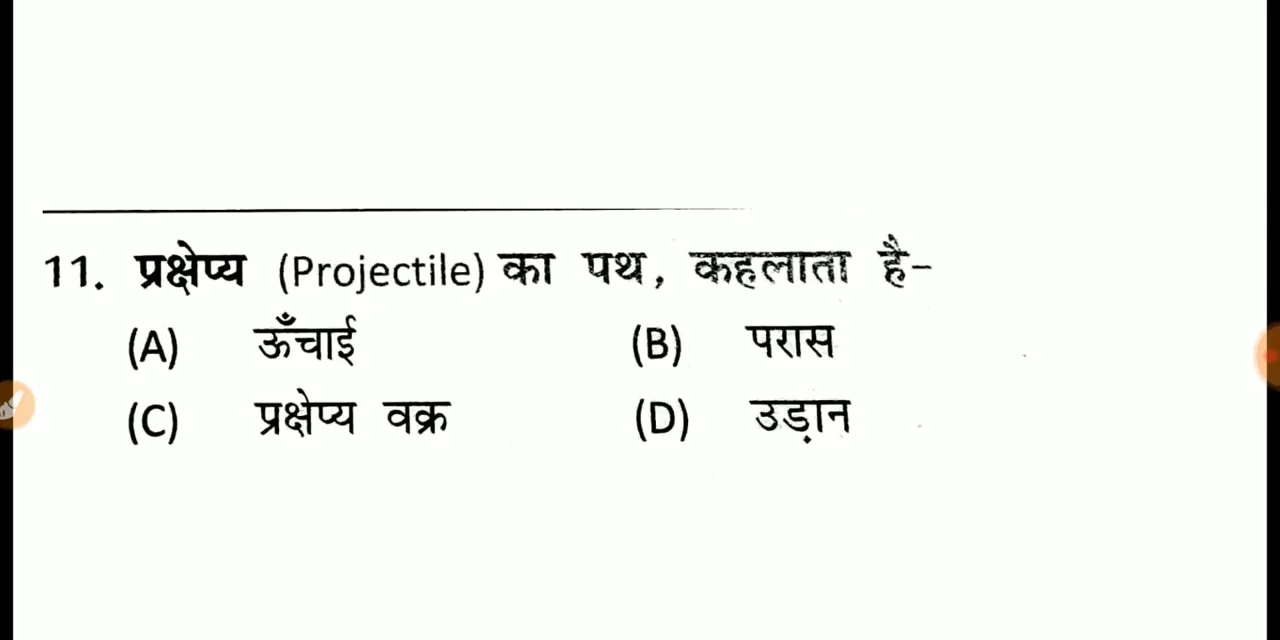 11. प्रक्षेप्य (Projectile) का पथ, कहलाता है-
(A) ऊँचाई (B) परास
(C) प्रक्षेप्य वक्र (D) उड़ान